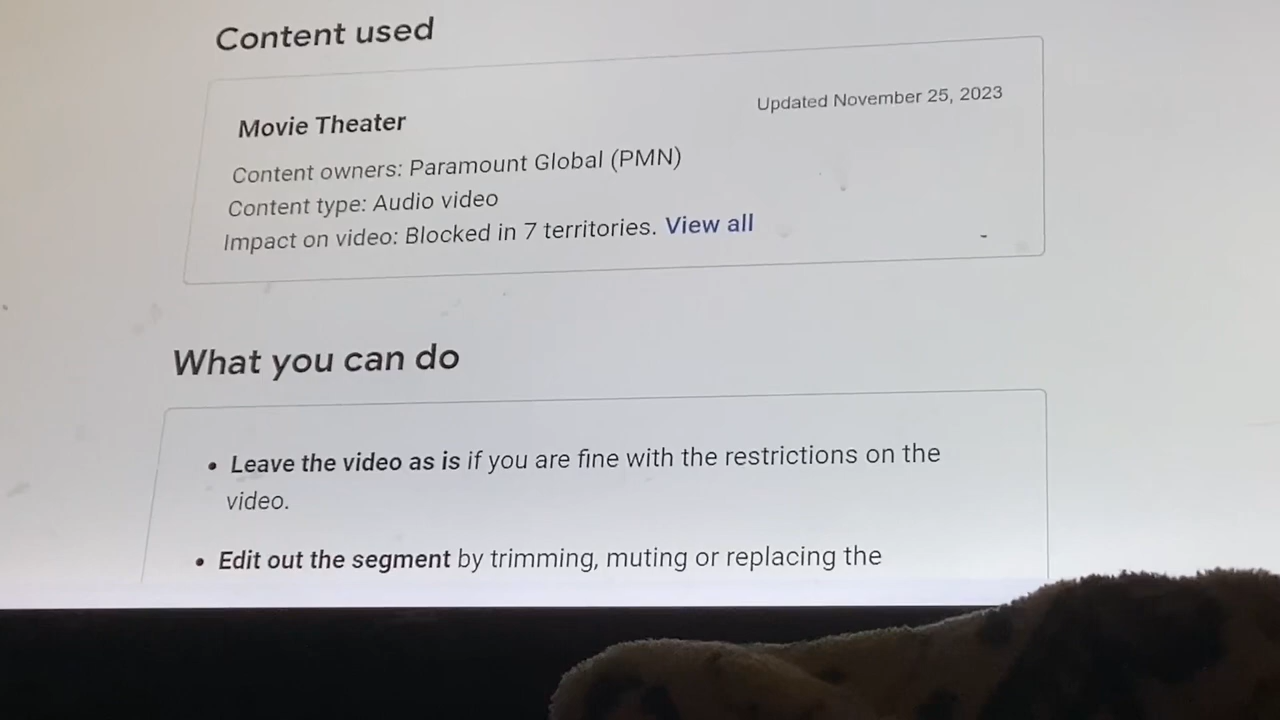 Content used
Movie Theater
Updated November 25, 2023
Content owners: Paramount Global (PMN)
Content type: Audio video
Impact on video: Blocked in 7 territories. View all
What you can do
• Leave the video as is if you are fine with the restrictions on the
video.
• Edit out the segment by trimming, muting or replacing the